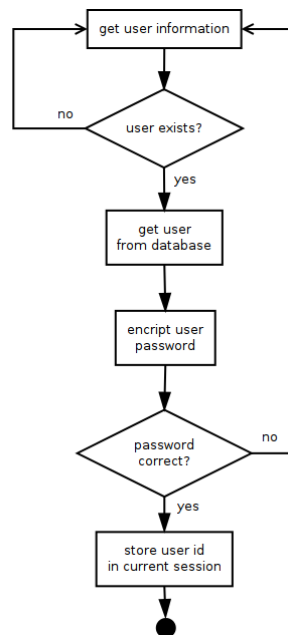 get user information
no
user exists?
yes
get user
from database
encript user
password
password
correct?
no
yes
store user id
in current session